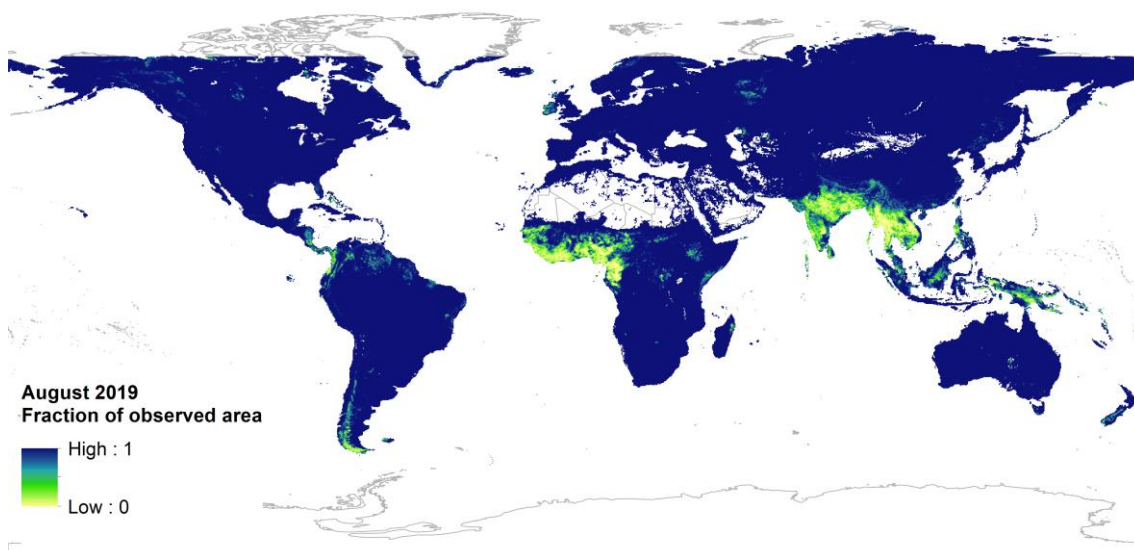 August 2019
Fraction of observed area
High : 1
Low : 0